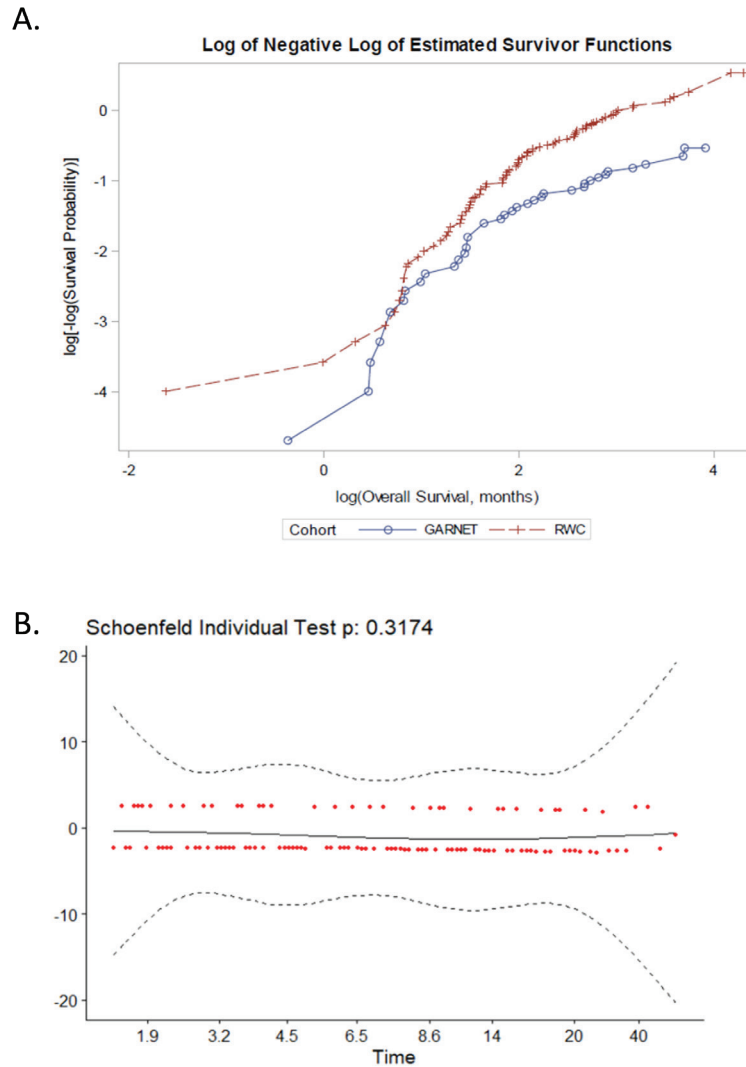 A.
Log of Negative Log of Estimated Survivor Functions
log[-log(Survival Probability)]
0
-1
-2
-3
-4
-2
0
2
4
log(Overall Survival, months)
Cohort GARNET RWC
B.
Schoenfeld Individual Test p: 0.3174
20
10
0
-10
-20
1.9 3.2 4.5 6.5 8.6 14 20 40
Time